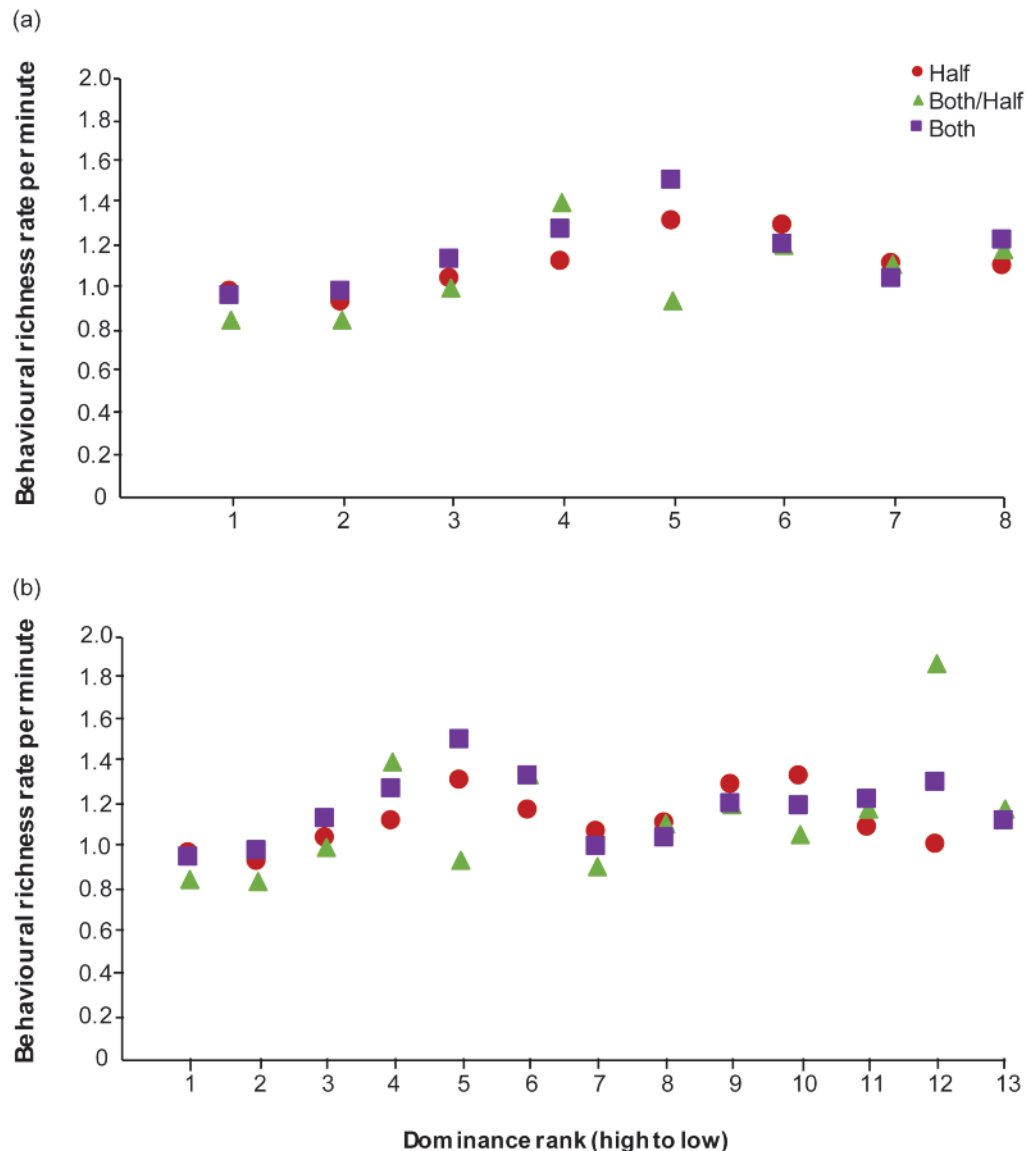 (a)
Behavioural richness rate per minute
2.0
1.8
1.6
1.4
1.2
1.0
0.8
0.6
0.4
0.2
0
1 2 3 4 5 6 7 8
Half
Both/Half
Both
(b)
Behavioural richness rate per minute
2.0
1.8
1.6
1.4
1.2
1.0
0.8
0.6
0.4
0.2
0
1 2 3 4 5 6 7 8 9 10 11 12 13
Dominance rank (high to low)